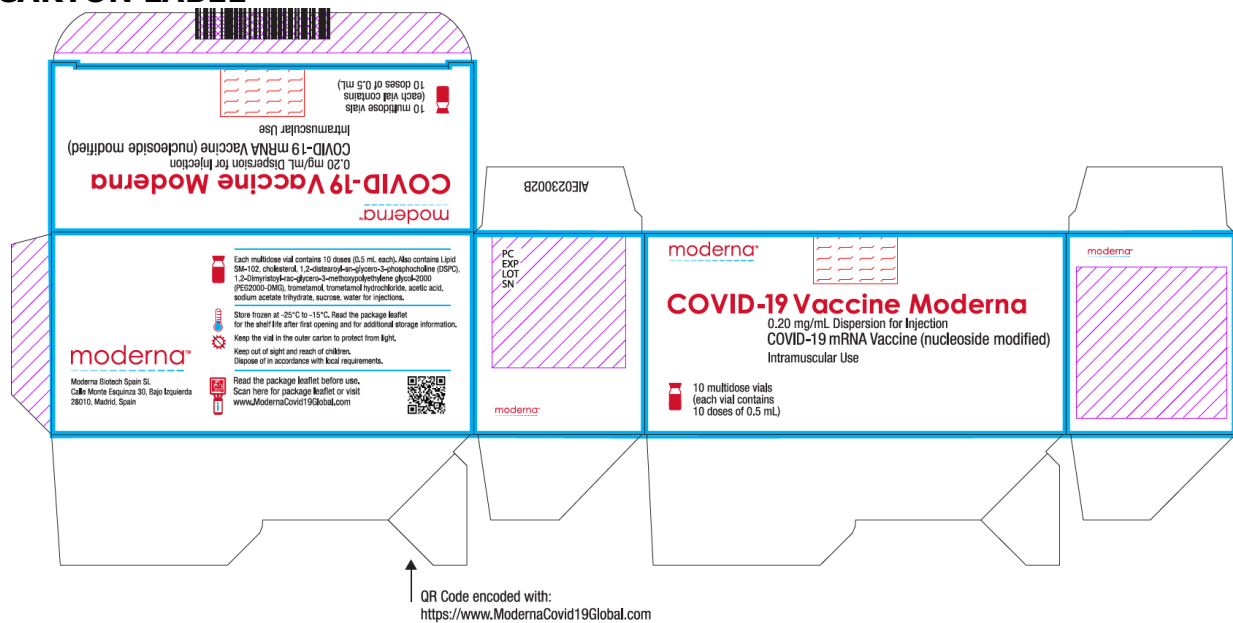 CARTON LABEL
10 multidose vials
(each vial contains
10 doses of 0.5 mL)
Intramuscular Use
COVID-19 mRNA Vaccine (nucleoside modified)
0.20 mg/mL Dispersion for Injection
COVID-19 Vaccine Moderna
moderna™
AIE023002B
Each multidose vial contains 10 doses (0.5 mL each). Also contains Lipid
SM-102, cholesterol, 1,2-distearoyl-sn-glycero-3-phosphocholine (DSPC),
1,2-Dimyristoyl-rac-glycero-3-methoxypolyethylene glycol-2000
(PEG2000-DMG), trometamol, trometamol hydrochloride, acetic acid,
sodium acetate trihydrate, sucrose, water for injections.
Store frozen at -25°C to -15°C. Read the package leaflet
for the shelf life after first opening and for additional storage information.
Keep the vial in the outer carton to protect from light.
Keep out of sight and reach of children.
Dispose of in accordance with local requirements.
Read the package leaflet before use.
Scan here for package leaflet or visit
www.ModernaCovid19Global.com
moderna™
Moderna Biotech Spain SL
Calle Monte Esquinza 30, Bajo Izquierda
28010, Madrid, Spain
PC
EXP
LOT
SN
moderna™
moderna™
COVID-19 Vaccine Moderna
0.20 mg/mL Dispersion for Injection
COVID-19 mRNA Vaccine (nucleoside modified)
Intramuscular Use
10 multidose vials
(each vial contains
10 doses of 0.5 mL)
moderna™
QR Code encoded with:
https://www.ModernaCovid19Global.com